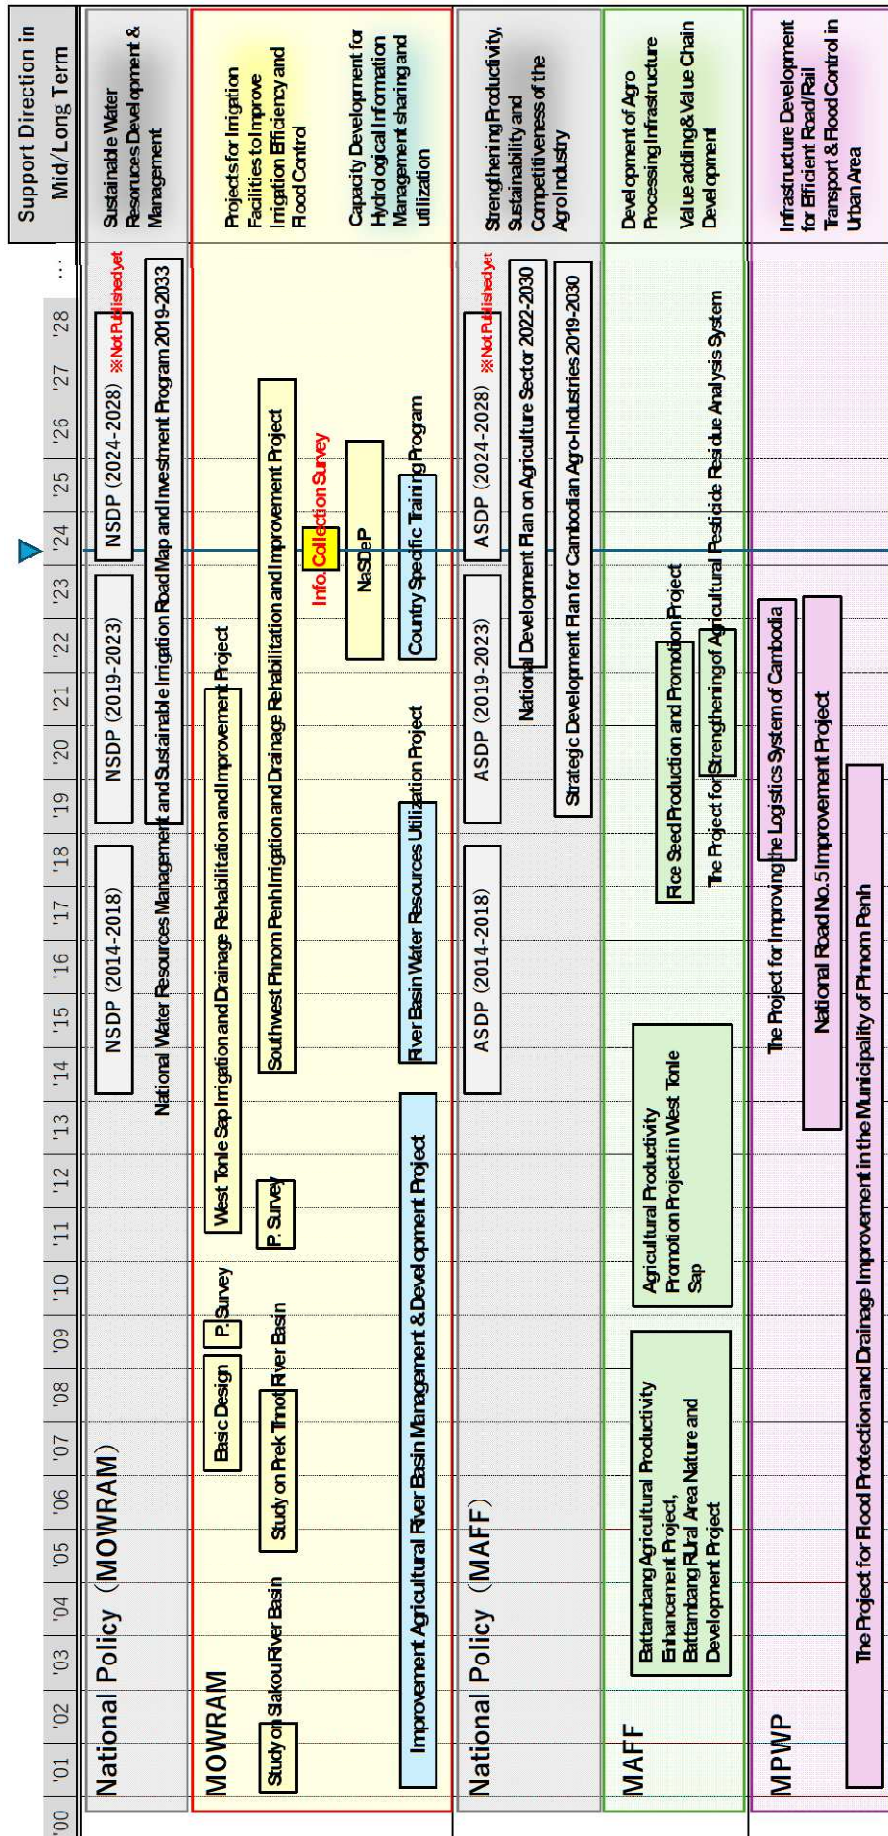 '00 '01 '02 '03 '04 '05 '06 '07 '08 '09 '10 '11 '12 '13 '14 '15 '16 '17 '18 '19 '20 '21 '22 '23 '24 '25 '26 '27 '28 ...
Support Direction in
Mid/Long Term
National Policy (MOWRAM)
NSDP (2014-2018)
NSDP (2019-2023)
NSDP (2024-2028)
※Not Published yet
National Water Resources Management and Sustainable Irrigation Road Map and Investment Program 2019-2033
Sustainable Water
Resoruces Development &
Management
MOWRAM
Basic Design
P. Survey
West Tonle Sap Irrigation and Drainage Rehabilitation and Improvement Project
Study on Slakou River Basin
Study on Prek Thnot River Basin
P. Survey
Southwest Phnom Penh Irrigation and Drainage Rehabilitation and Improvement Project
Info. Collection Survey
NaSDeP
Improvement Agricultural River Basin Management & Development Project
River Basin Water Resources Utilization Project
Country Specific Training Program
Projects for Irrigation
Facilities to Improve
Irrigation Efficiency and
Flood Control
Capacity Development for
Hydrological Information
Management sharing and
utilization
National Policy (MAFF)
ASDP (2014-2018)
ASDP (2019-2023)
ASDP (2024-2028)
※Not Published yet
National Development Plan on Agriculture Sector 2022-2030
Strategic Development Plan for Cambodian Agro-Industries 2019-2030
Strengthening Productivity,
Sustainability and
Competitiveness of the
Agro Industry
MAFF
Battambang Agricultural Productivity
Enhancement Project,
Battambang RUral Area Nature and
Development Project
Agricultural Productivity
Promotion Project in West Tonle
Sap
Rice Seed Production and Promotion Project
The Project for Strengthening of Agricultural Pesticide Residue Analysis System
Development of Agro
Processing Infrastructure
Value adding & Value Chain
Development
MPWP
The Project for Improving the Logistics System of Cambodia
National Road No.5 Improvement Project
The Project for Flood Protection and Drainage Improvement in the Municipality of Phnom Penh
Infrastructure Development
for Efficient Road/Rail
Transport & Flood Control in
Urban Area